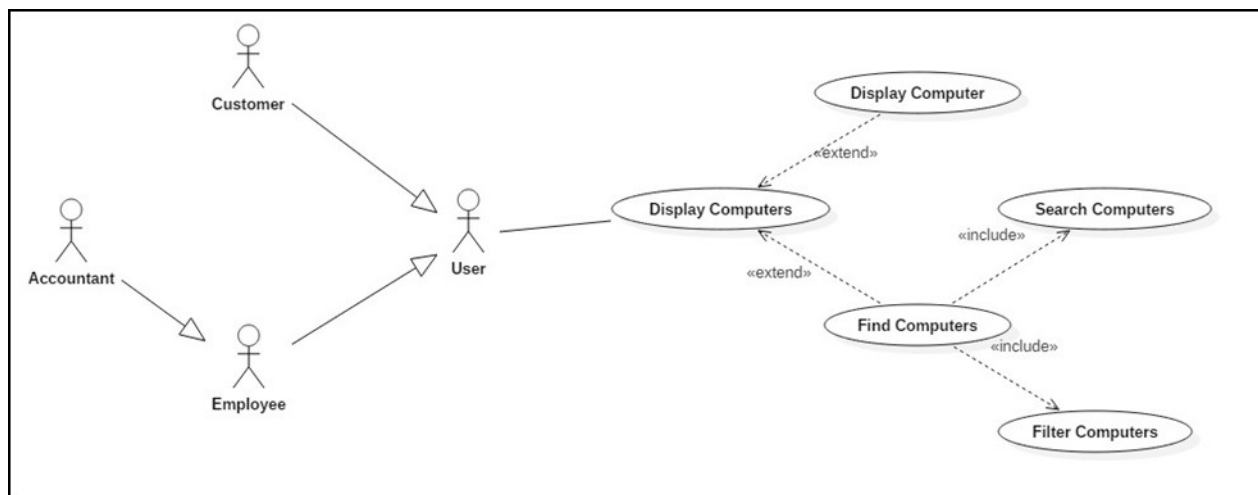 Customer
Display Computer
«extend»
Display Computers
Search Computers
«include»
Accountant
User
«extend»
Find Computers
«include»
Employee
Filter Computers